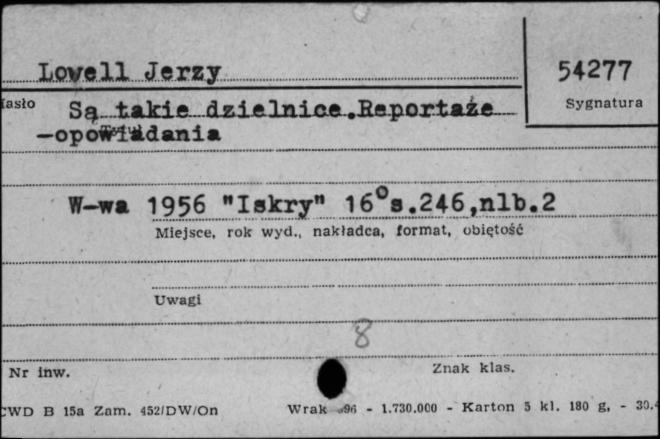 Lovell Jerzy
54277
Sygnatura
Są takie dzielnice.Reportaże
-opowiadania
W-wa 1956 "Iskry" 16° s.246,nlb.2
Miejsce, rok wyd., nakładca, format, objętość
Uwagi
8
Nr inw.
Znak klas.
CWD B 15a Zam. 452/DW/On Wrak 96 - 1.730.000 - Karton 5 kl. 180 g, - 30.4